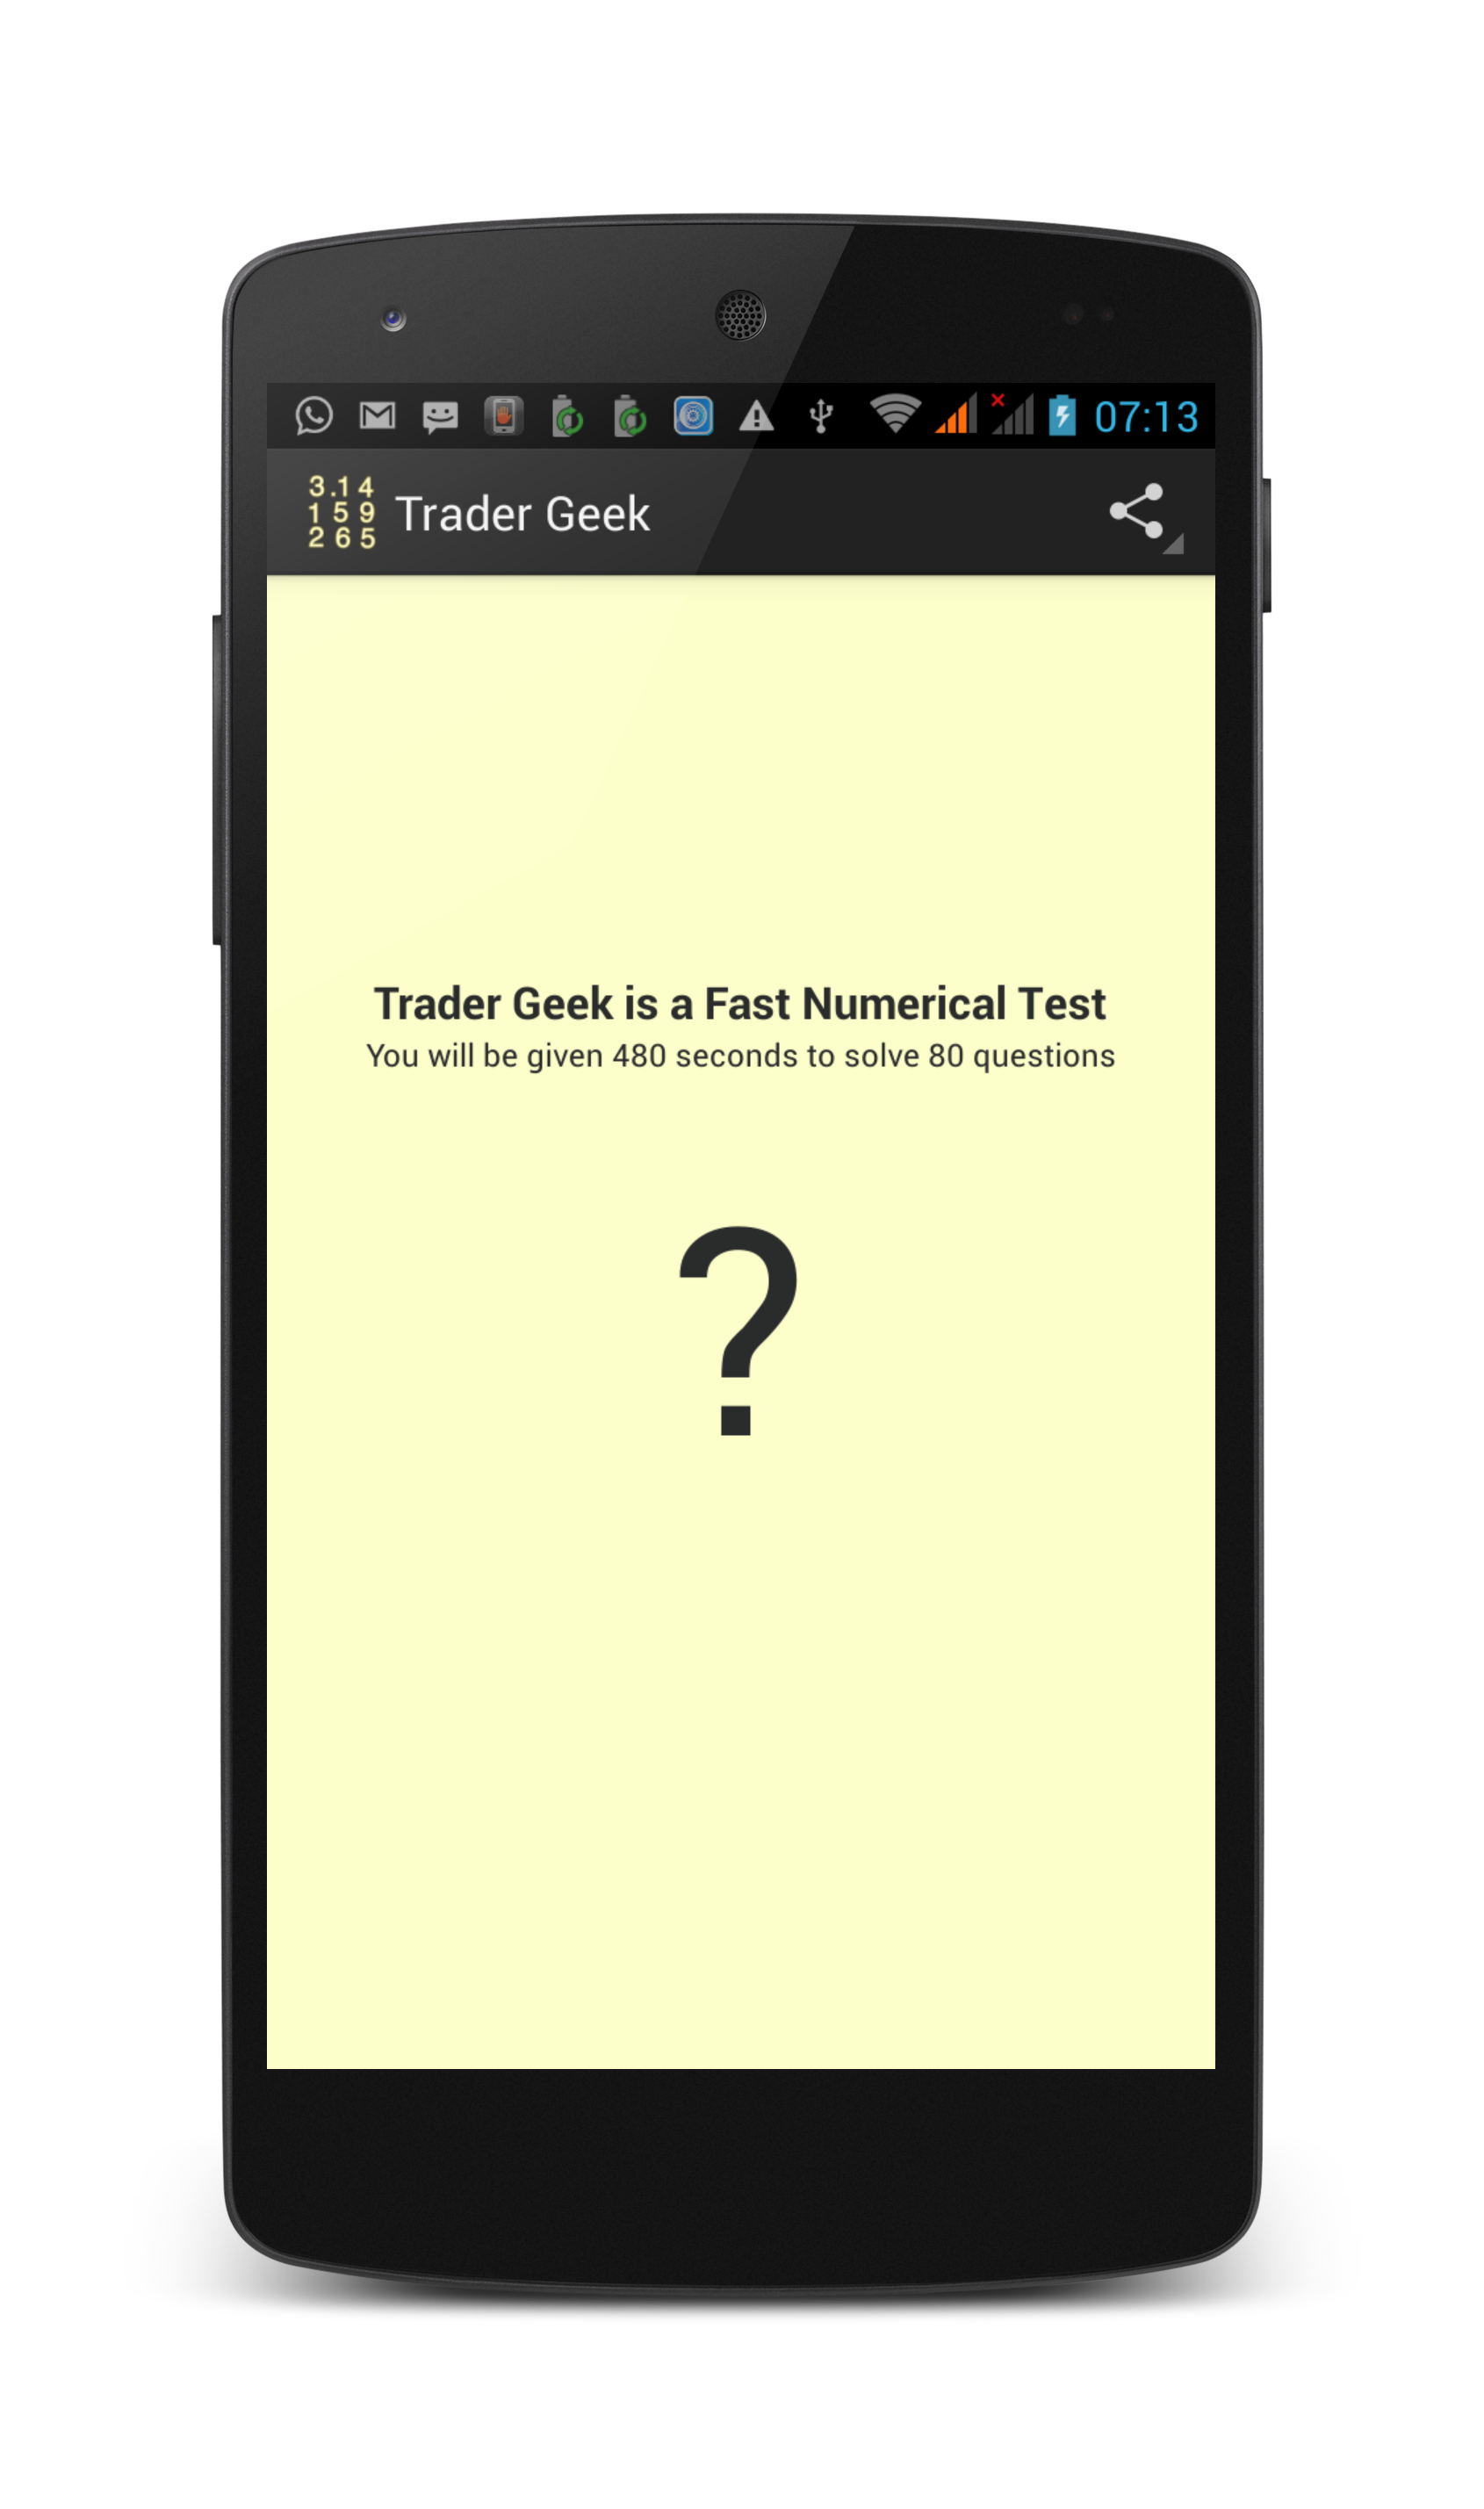 07:13
3.14
159
265
Trader Geek
Trader Geek is a Fast Numerical Test
You will be given 480 seconds to solve 80 questions
?